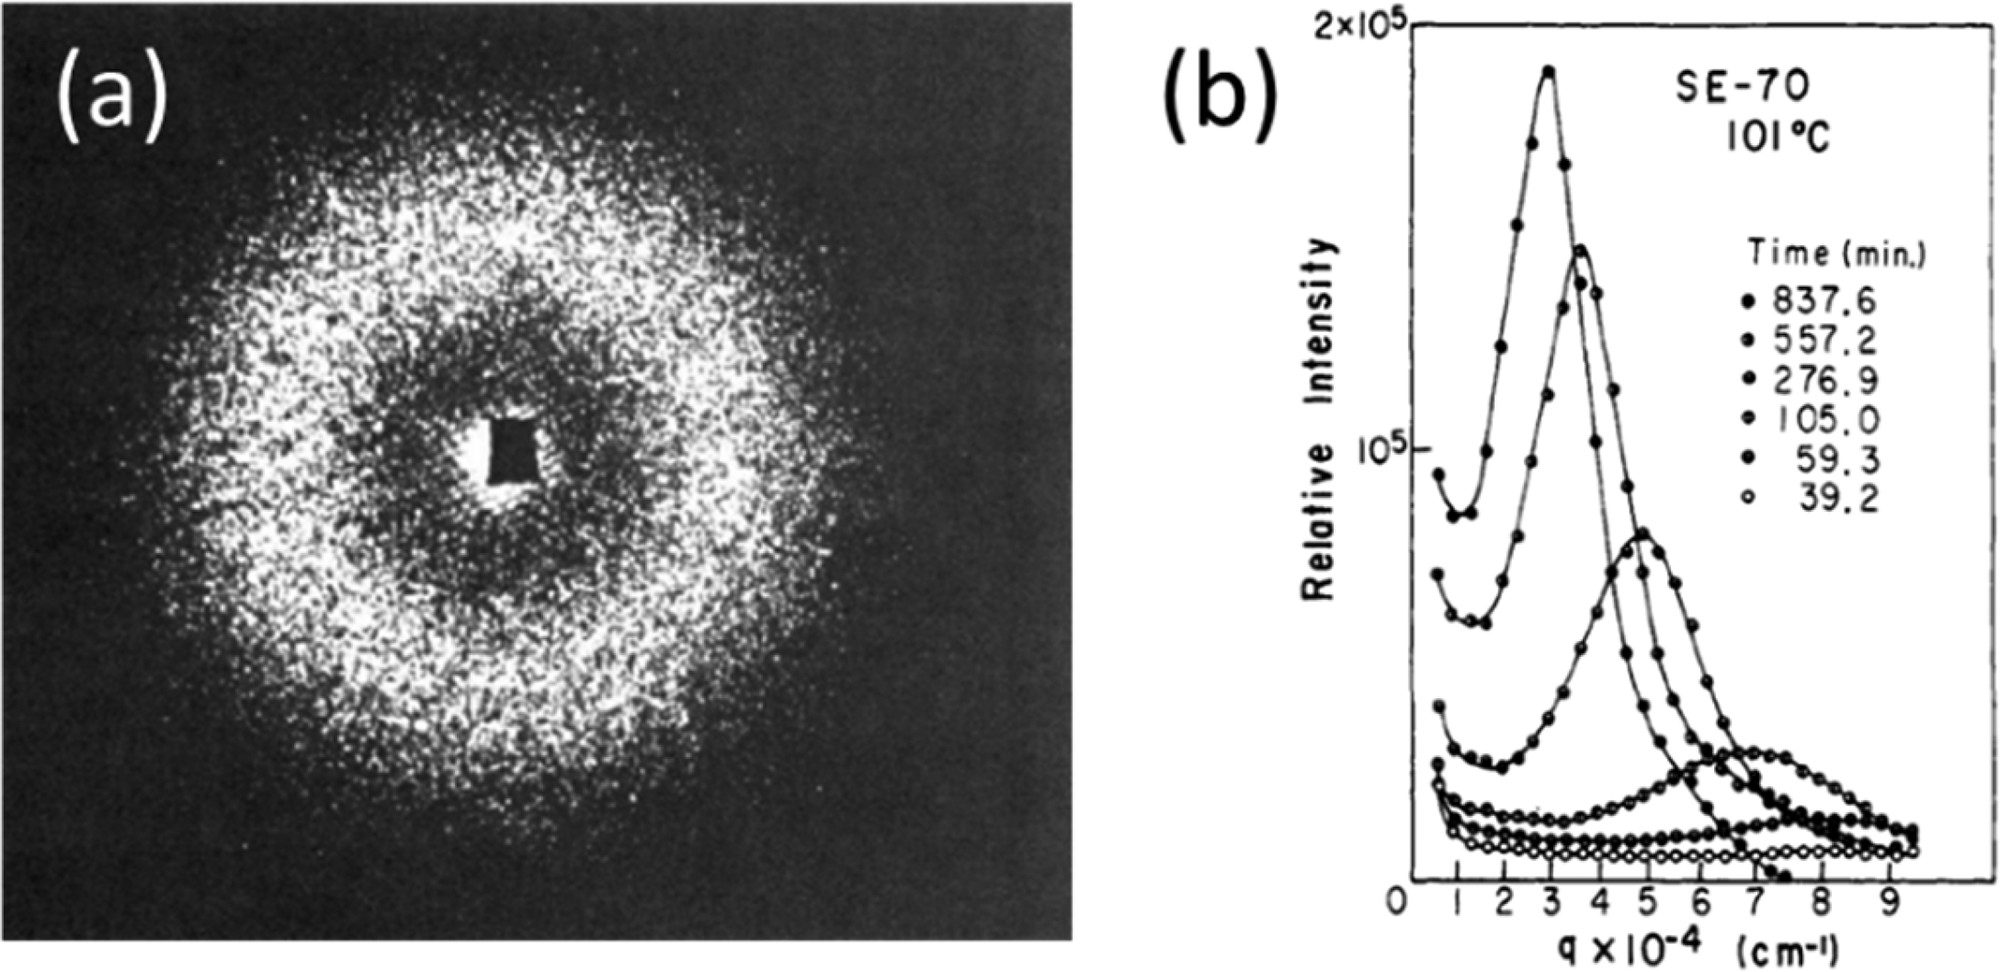 (a)
(b)
2×10⁵
10⁵
0
Relative Intensity
SE-70
101°C
Time (min.)
837.6
557.2
276.9
105.0
59.3
39.2
1 2 3 4 5 6 7 8 9
q × 10⁻⁴ (cm⁻¹)